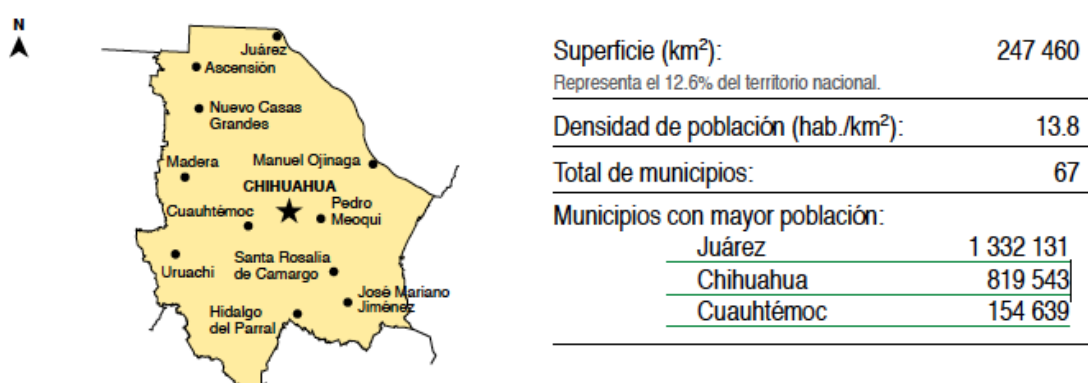 N
Juárez
Ascensión
Nuevo Casas
Grandes
Madera
Manuel Ojinaga
CHIHUAHUA
Cuauhtémoc
Pedro
Meoqui
Uruachi
Santa Rosalia
de Camargo
José Mariano
Jiménez
Hidalgo
del Parral
Superficie (km²): 247 460
Representa el 12.6% del territorio nacional.
Densidad de población (hab./km²): 13.8
Total de municipios: 67
Municipios con mayor población:
Juárez 1 332 131
Chihuahua 819 543
Cuauhtémoc 154 639